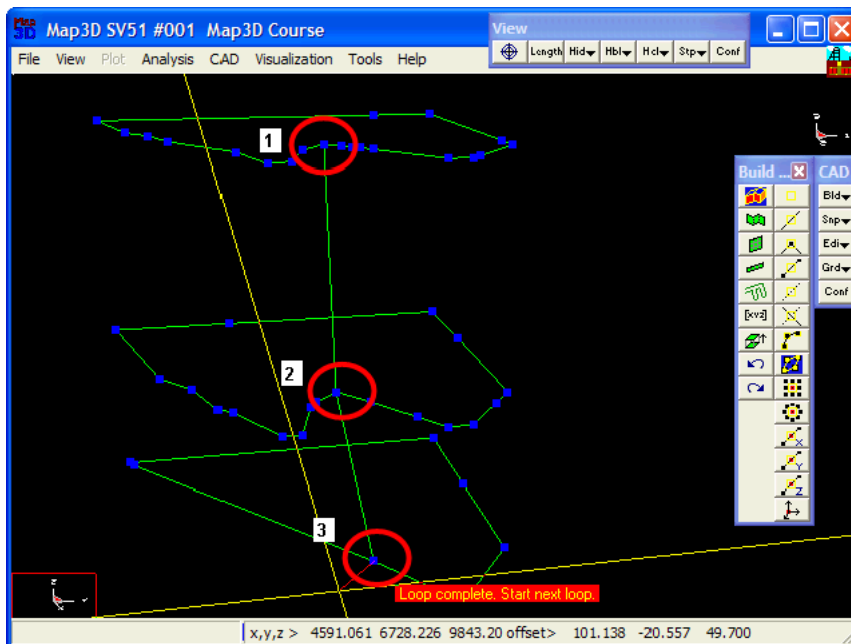 Map3D SV51 #001 Map3D Course
View
File View Plot Analysis CAD Visualization Tools Help
Length Hid Hbl Hcl Stp Conf
1
Build ... CAD
Bld
Snp
Edi
Grd
Conf
[xyz]
2
X
Y
Z
3
Loop complete. Start next loop.
x,y,z > 4591.061 6728.226 9843.20 offset> 101.138 -20.557 49.700